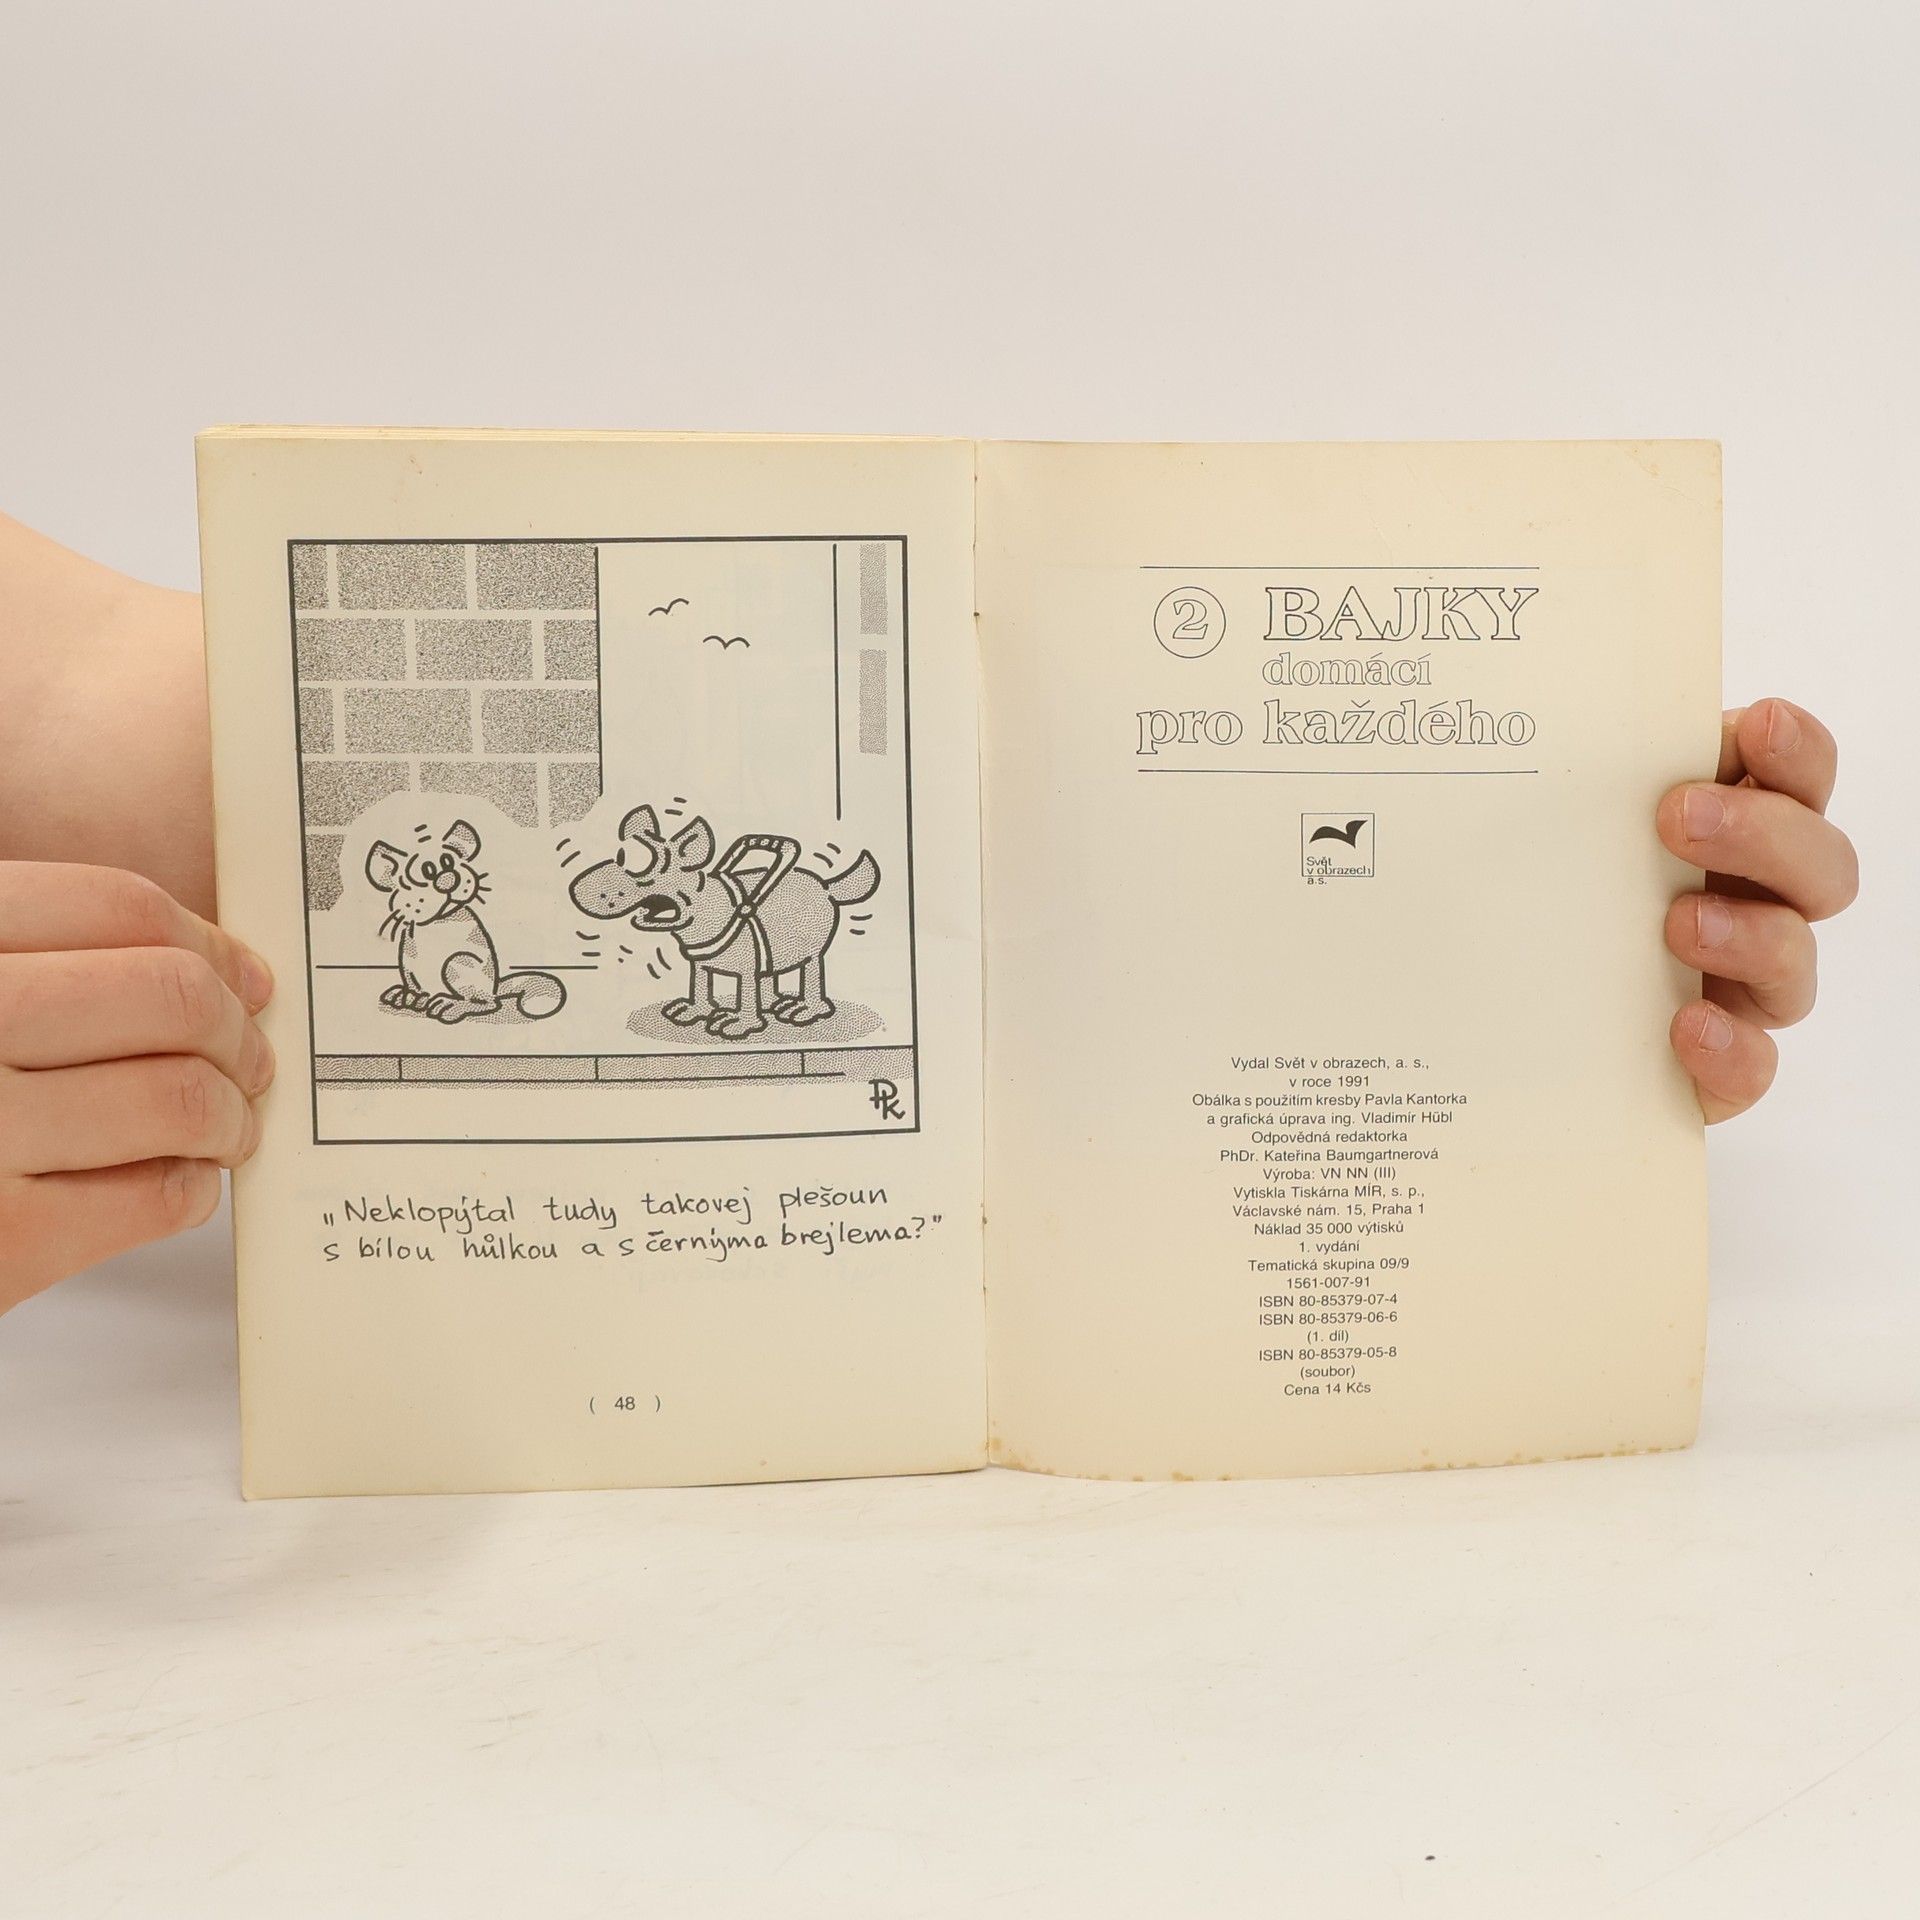 „Neklopýtal tudy takovej plešoun
s bílou hůlkou a s černýma brejlema?"
( 48 )
2 BAJKY
domácí
pro každého
Svět
v obrazech
a.s.
Vydal Svět v obrazech, a. s.,
v roce 1991
Obálka s použitím kresby Pavla Kantorka
a grafická úprava ing. Vladimír Hübl
Odpovědná redaktorka
PhDr. Kateřina Baumgartnerová
Výroba: VN NN (III)
Vytiskla Tiskárna MÍR, s. p.,
Václavské nám. 15, Praha 1
Náklad 35 000 výtisků
1. vydání
Tematická skupina 09/9
1561-007-91
ISBN 80-85379-07-4
ISBN 80-85379-06-6
(1. díl)
ISBN 80-85379-05-8
(soubor)
Cena 14 Kčs